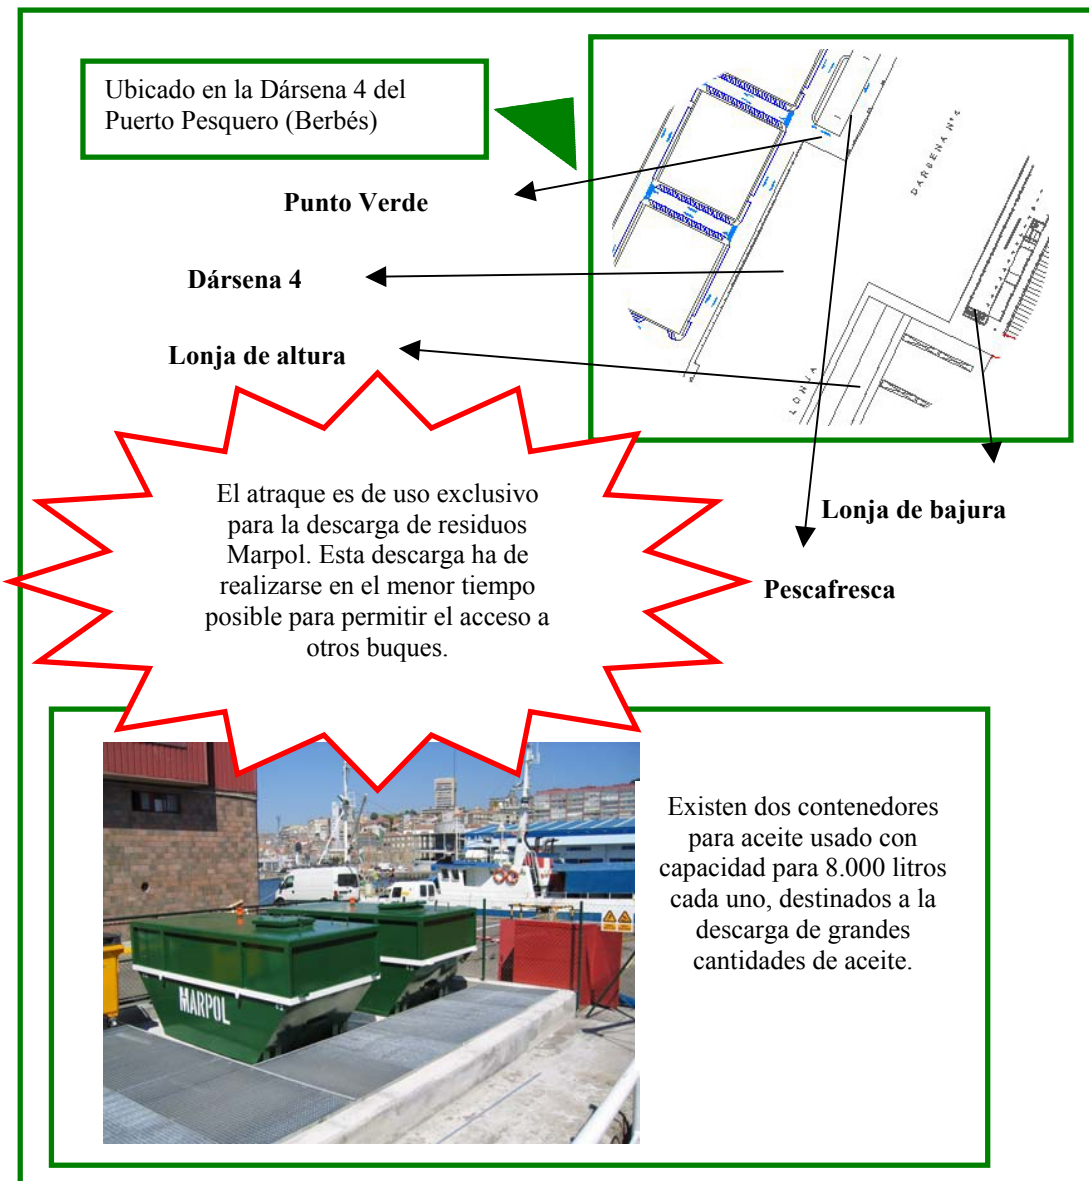 Ubicado en la Dársena 4 del
Puerto Pesquero (Berbés)
DARSENA Nº4
Punto Verde
Dársena 4
Lonja de altura
LONJA
Lonja de bajura
Pescafresca
El atraque es de uso exclusivo
para la descarga de residuos
Marpol. Esta descarga ha de
realizarse en el menor tiempo
posible para permitir el acceso a
otros buques.
Existen dos contenedores
para aceite usado con
capacidad para 8.000 litros
cada uno, destinados a la
descarga de grandes
cantidades de aceite.
MARPOL